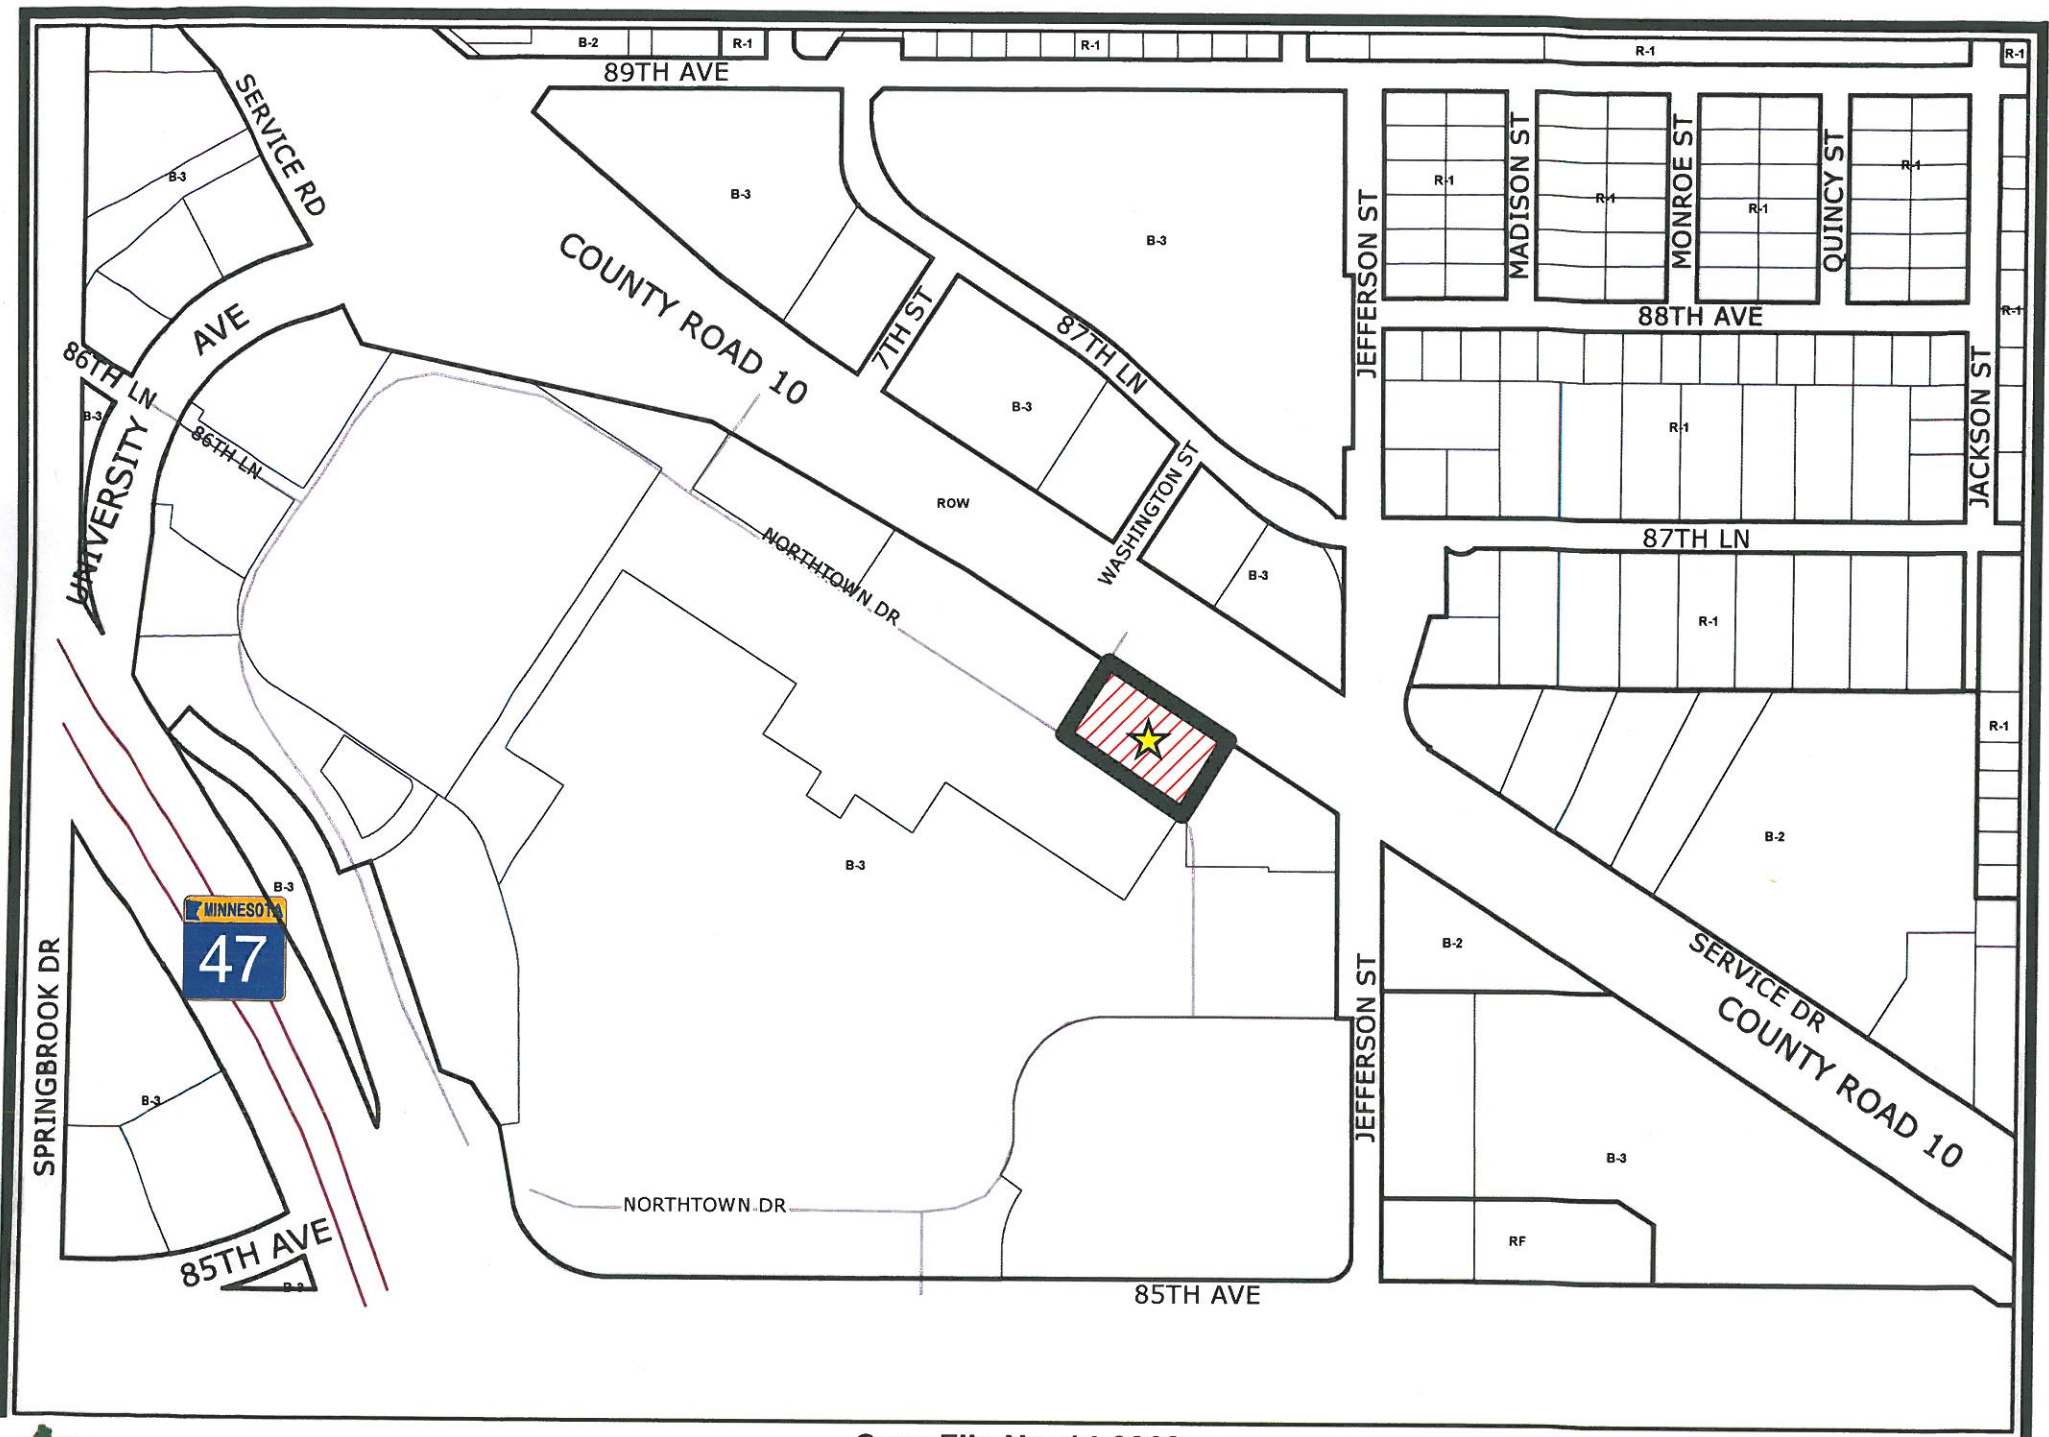 B-2
R-1
R-1
R-1
R-1
89TH AVE
SERVICE RD
B-3
B-3
B-3
R-1
MADISON ST
R-1
MONROE ST
R-1
QUINCY ST
R-1
JEFFERSON ST
COUNTY ROAD 10
7TH ST
87TH LN
88TH AVE
R-1
AVE
86TH LN
B-3
86TH LN
UNIVERSITY
B-3
WASHINGTON ST
R-1
JACKSON ST
ROW
NORTHTOWN DR
B-3
87TH LN
R-1
R-1
B-2
B-3
B-3
MINNESOTA
47
SPRINGBROOK DR
B-3
JEFFERSON ST
B-2
SERVICE DR
COUNTY ROAD 10
B-3
NORTHTOWN DR
RF
85TH AVE
B-3
85TH AVE